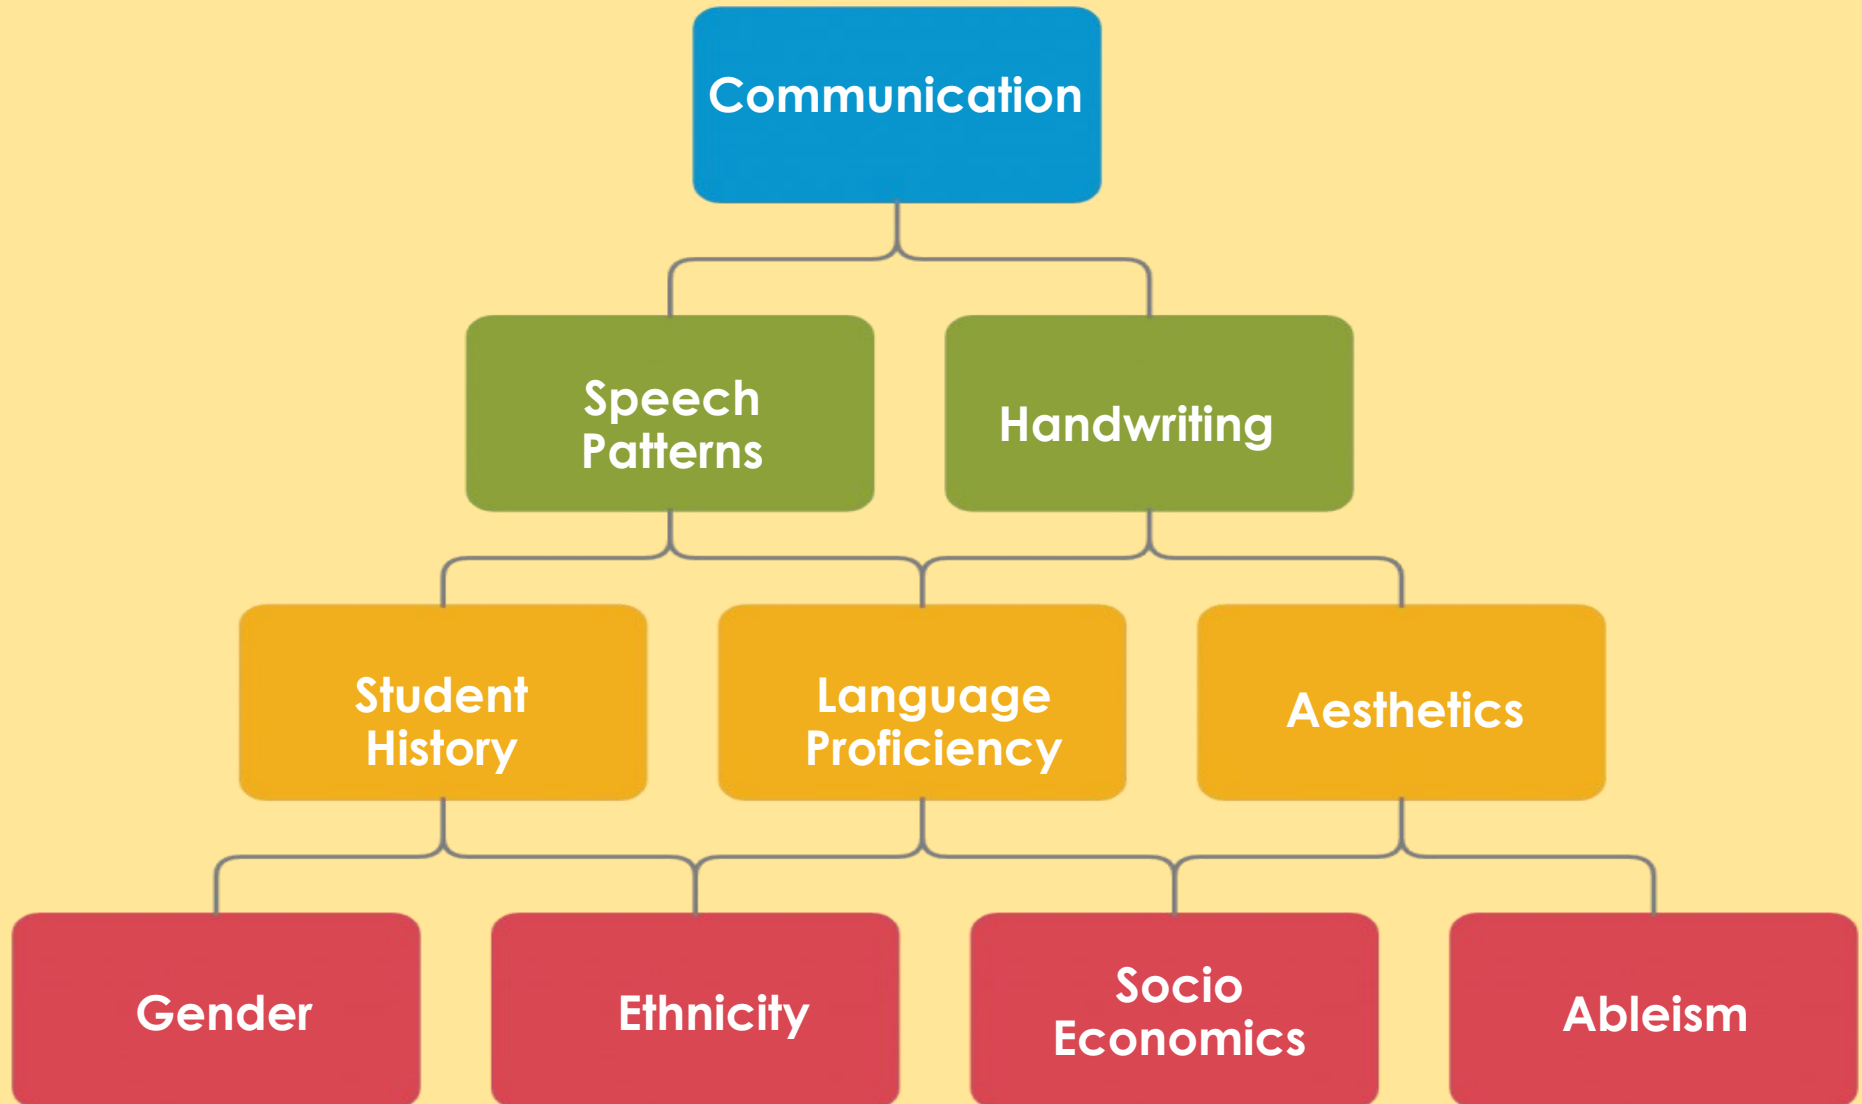 Communication
Speech
Patterns
Handwriting
Student
History
Language
Proficiency
Aesthetics
Gender
Ethnicity
Socio
Economics
Ableism